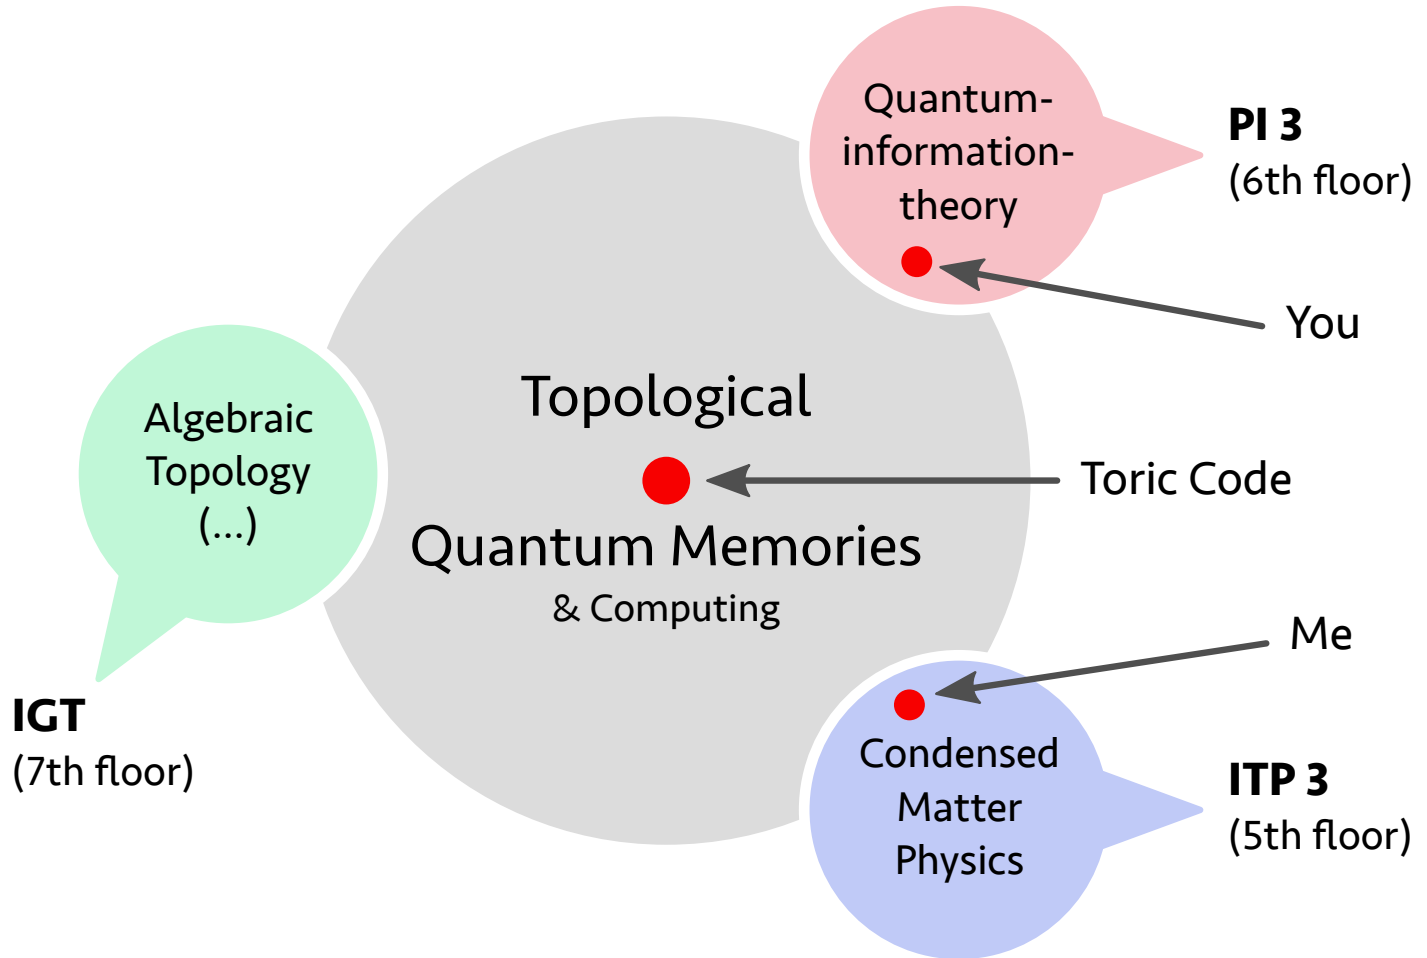 Quantum-
information-
theory
PI 3
(6th floor)
You
Algebraic
Topology
(...)
Topological
Quantum Memories
& Computing
Toric Code
Me
IGT
(7th floor)
Condensed
Matter
Physics
ITP 3
(5th floor)